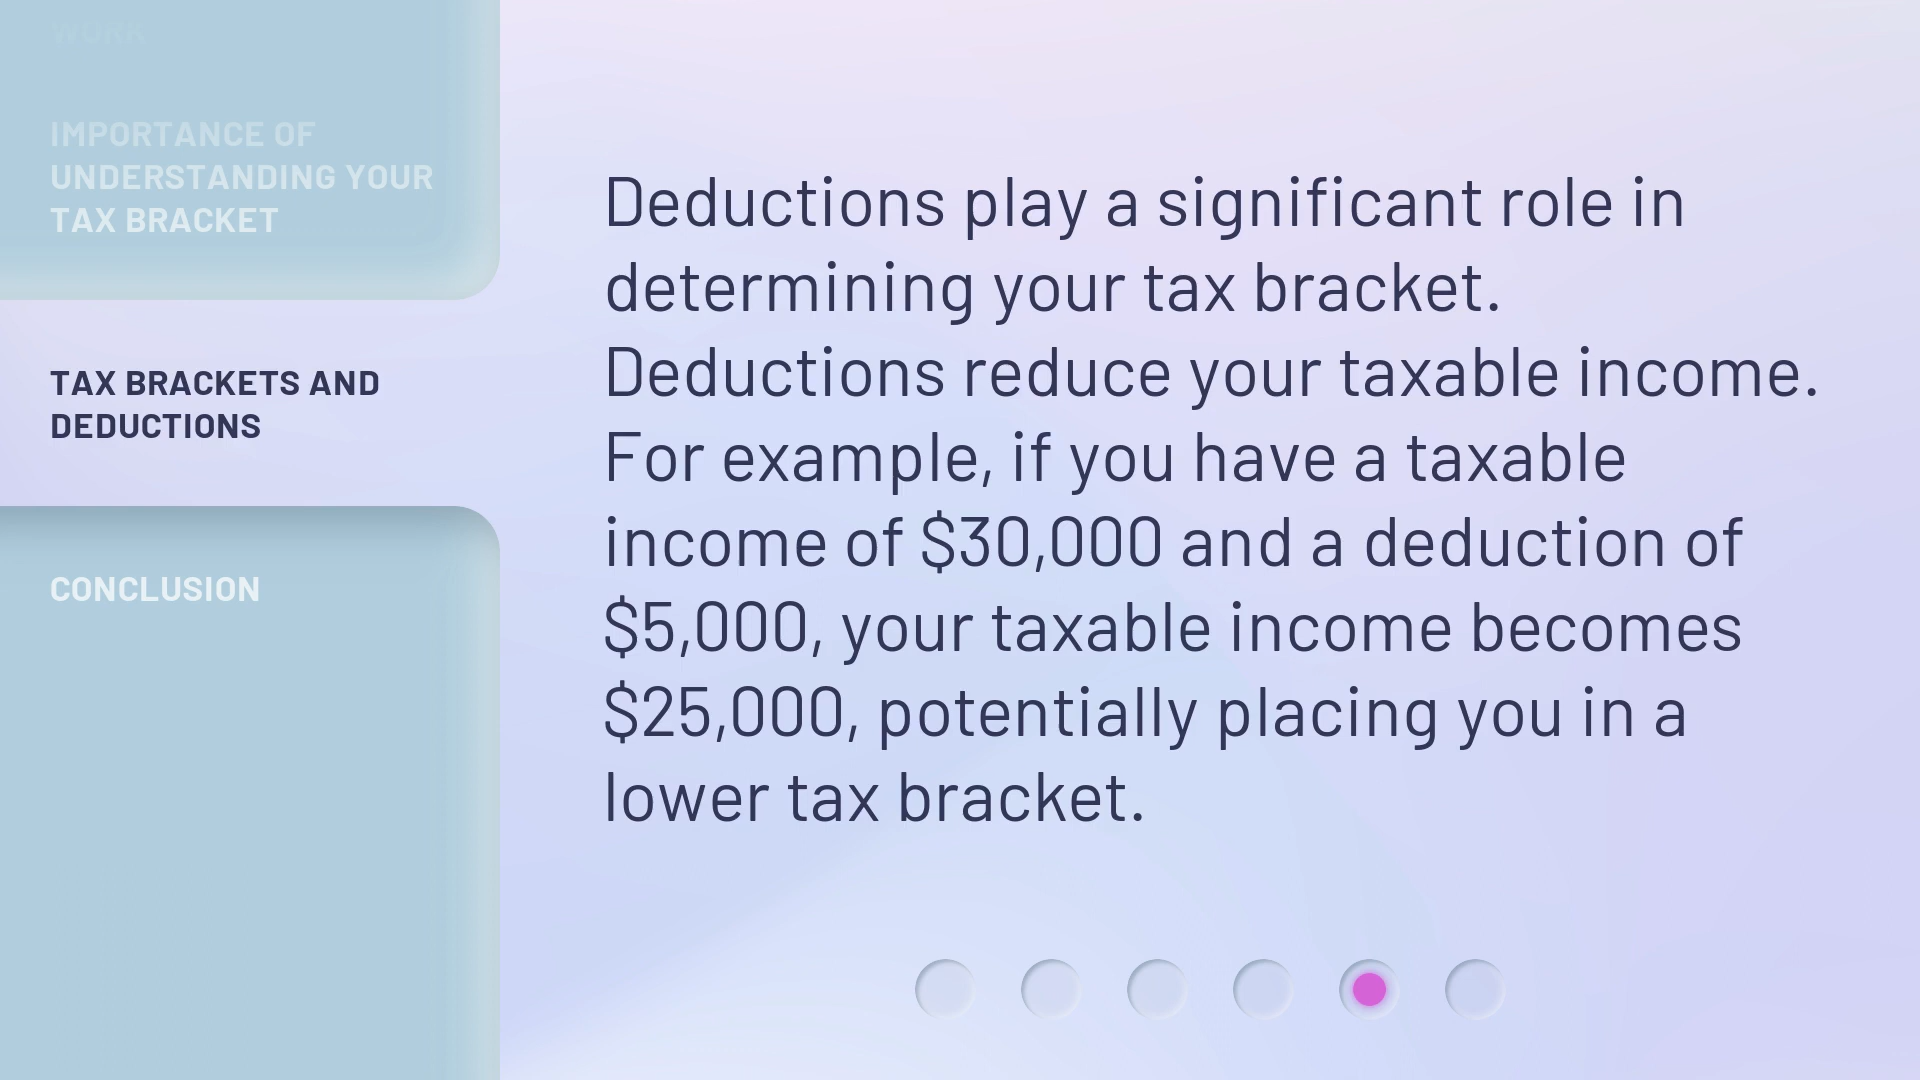 WORK
IMPORTANCE OF
UNDERSTANDING YOUR
TAX BRACKET
TAX BRACKETS AND
DEDUCTIONS
CONCLUSION
Deductions play a significant role in
determining your tax bracket.
Deductions reduce your taxable income.
For example, if you have a taxable
income of $30,000 and a deduction of
$5,000, your taxable income becomes
$25,000, potentially placing you in a
lower tax bracket.